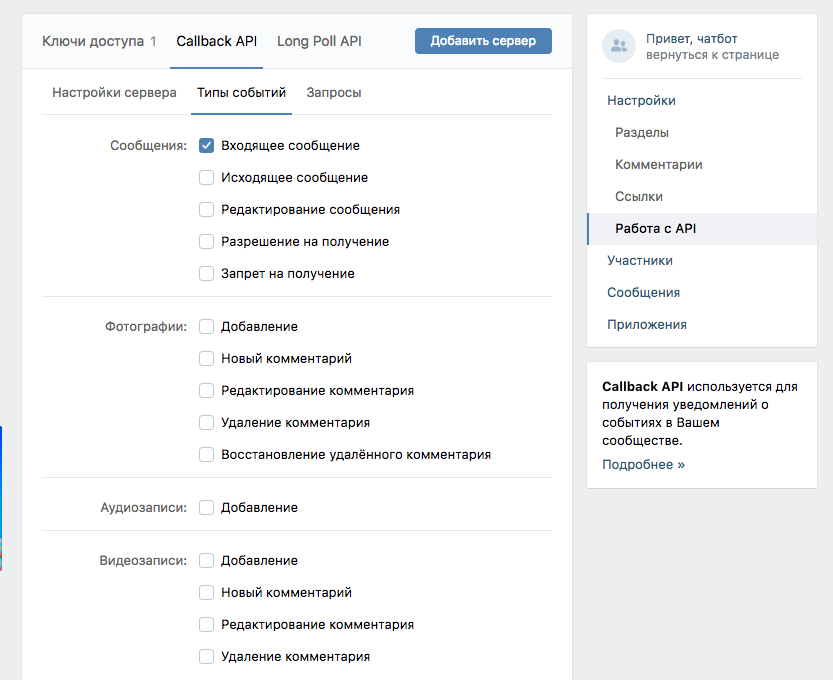 Ключи доступа 1 Callback API Long Poll API Добавить сервер
Настройки сервера Типы событий Запросы
Сообщения: Входящее сообщение
Исходящее сообщение
Редактирование сообщения
Разрешение на получение
Запрет на получение
Фотографии: Добавление
Новый комментарий
Редактирование комментария
Удаление комментария
Восстановление удалённого комментария
Аудиозаписи: Добавление
Видеозаписи: Добавление
Новый комментарий
Редактирование комментария
Удаление комментария
Привет, чатбот
вернуться к странице
Настройки
Разделы
Комментарии
Ссылки
Работа с API
Участники
Сообщения
Приложения
Callback API используется для
получения уведомлений о
событиях в Вашем
сообществе.
Подробнее »